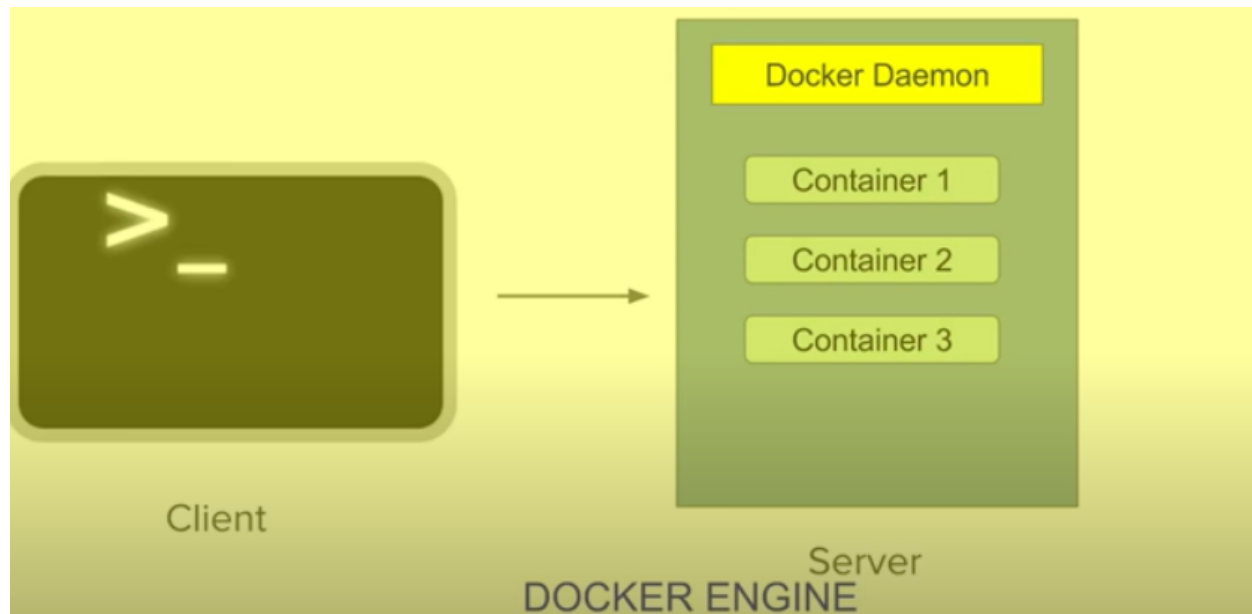 >_
Client
Docker Daemon
Container 1
Container 2
Container 3
Server
DOCKER ENGINE